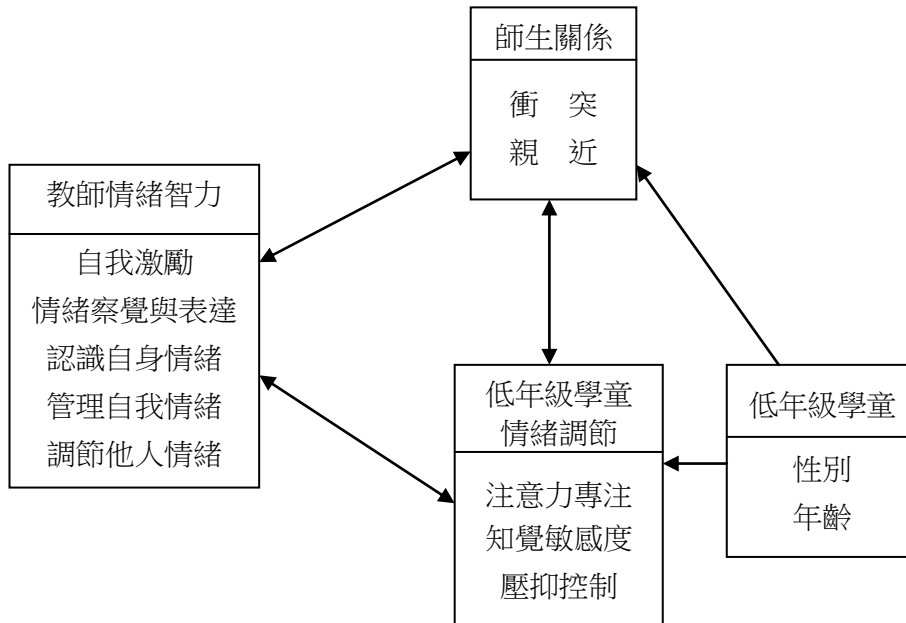 師生關係
衝　突
親　近
教師情緒智力
自我激勵
情緒察覺與表達
認識自身情緒
管理自我情緒
調節他人情緒
低年級學童
情緒調節
注意力專注
知覺敏感度
壓抑控制
低年級學童
性別
年齡